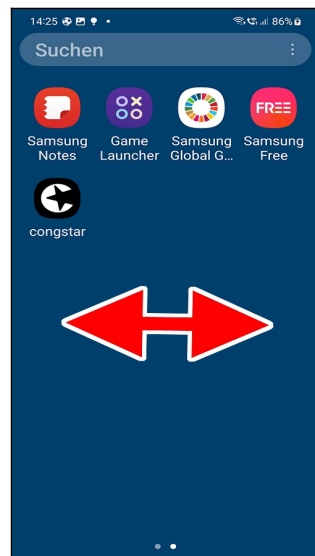 14:25 86%
Suchen
FREE
Samsung Notes
Game Launcher
Samsung Global G...
Samsung Free
congstar